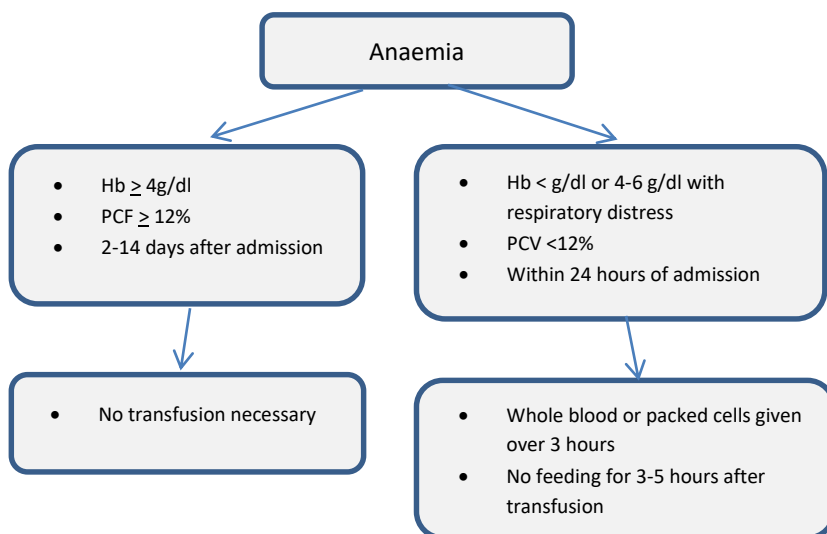 Anaemia
• Hb ≥ 4g/dl
• PCF ≥ 12%
• 2-14 days after admission
• Hb < g/dl or 4-6 g/dl with
respiratory distress
• PCV <12%
• Within 24 hours of admission
• No transfusion necessary
• Whole blood or packed cells given
over 3 hours
• No feeding for 3-5 hours after
transfusion